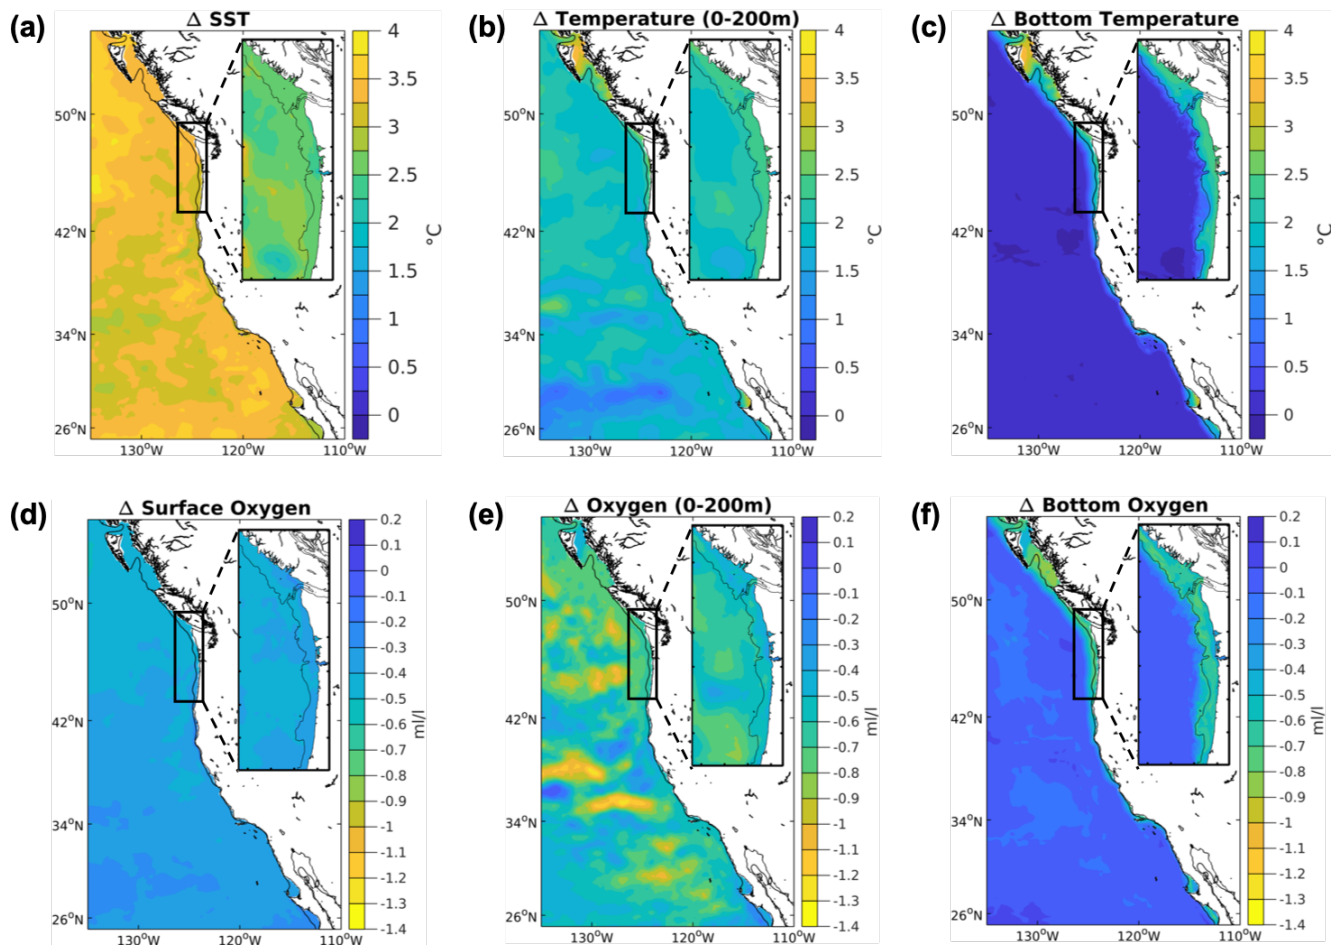 (a)
Δ SST
50°N
42°N
34°N
26°N
130°W
120°W
110°W
4
3.5
3
2.5
2
1.5
1
0.5
0
°C
(b)
Δ Temperature (0-200m)
50°N
42°N
34°N
26°N
130°W
120°W
110°W
4
3.5
3
2.5
2
1.5
1
0.5
0
°C
(c)
Δ Bottom Temperature
50°N
42°N
34°N
26°N
130°W
120°W
110°W
4
3.5
3
2.5
2
1.5
1
0.5
0
°C
(d)
Δ Surface Oxygen
50°N
42°N
34°N
26°N
130°W
120°W
110°W
0.2
0.1
0
-0.1
-0.2
-0.3
-0.4
-0.5
-0.6
-0.7
-0.8
-0.9
-1
-1.1
-1.2
-1.3
-1.4
ml/l
(e)
Δ Oxygen (0-200m)
50°N
42°N
34°N
26°N
130°W
120°W
110°W
0.2
0.1
0
-0.1
-0.2
-0.3
-0.4
-0.5
-0.6
-0.7
-0.8
-0.9
-1
-1.1
-1.2
-1.3
-1.4
ml/l
(f)
Δ Bottom Oxygen
50°N
42°N
34°N
26°N
130°W
120°W
110°W
0.2
0.1
0
-0.1
-0.2
-0.3
-0.4
-0.5
-0.6
-0.7
-0.8
-0.9
-1
-1.1
-1.2
-1.3
-1.4
ml/l